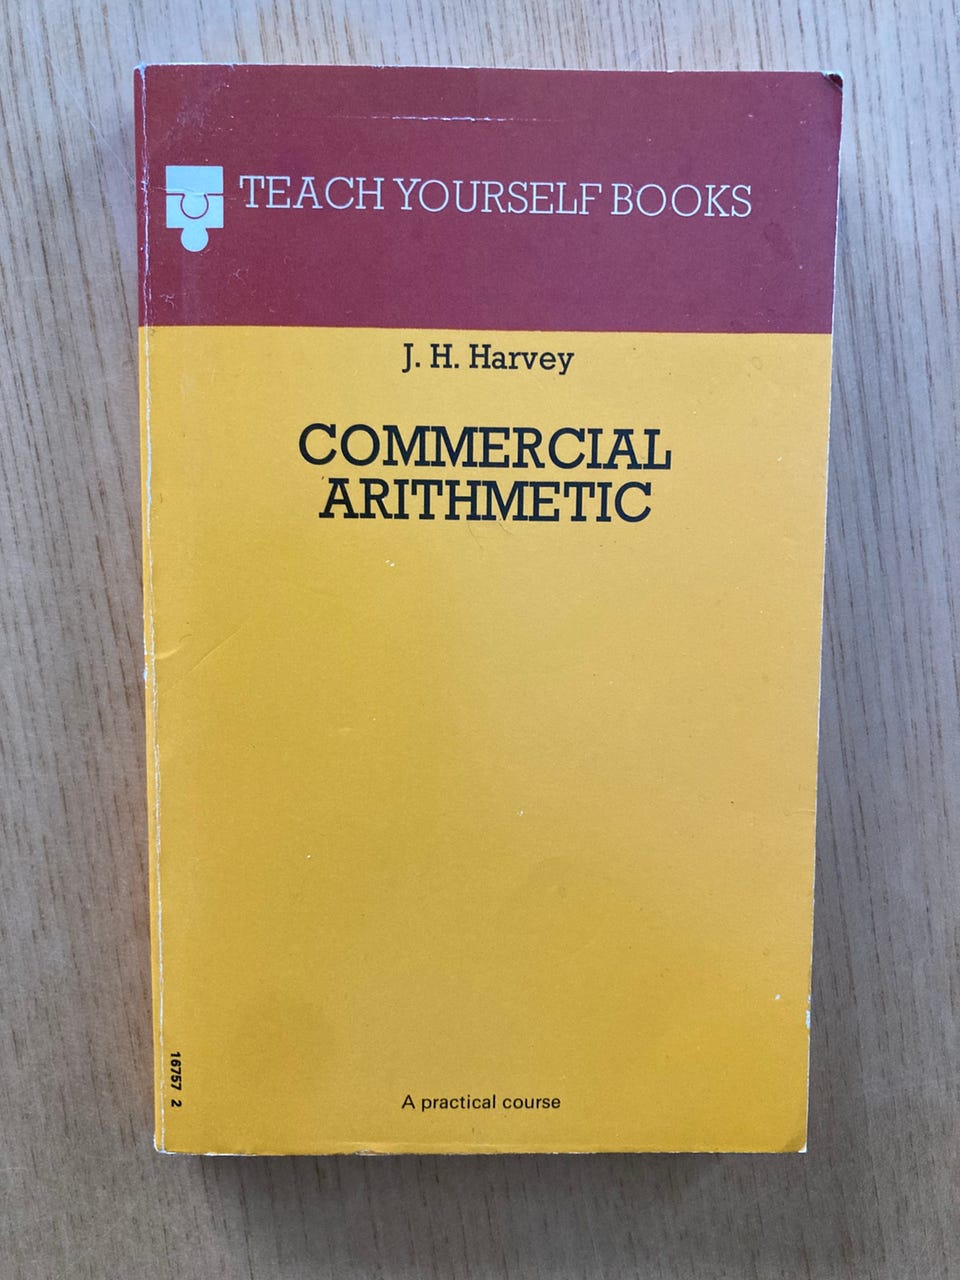 TEACH YOURSELF BOOKS
J. H. Harvey
COMMERCIAL
ARITHMETIC
16757 2
A practical course